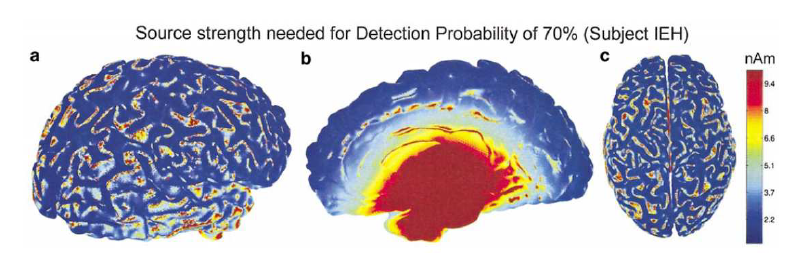 Source strength needed for Detection Probability of 70% (Subject IEH)
a
b
c
nAm
9.4
8
6.6
5.1
3.7
2.2